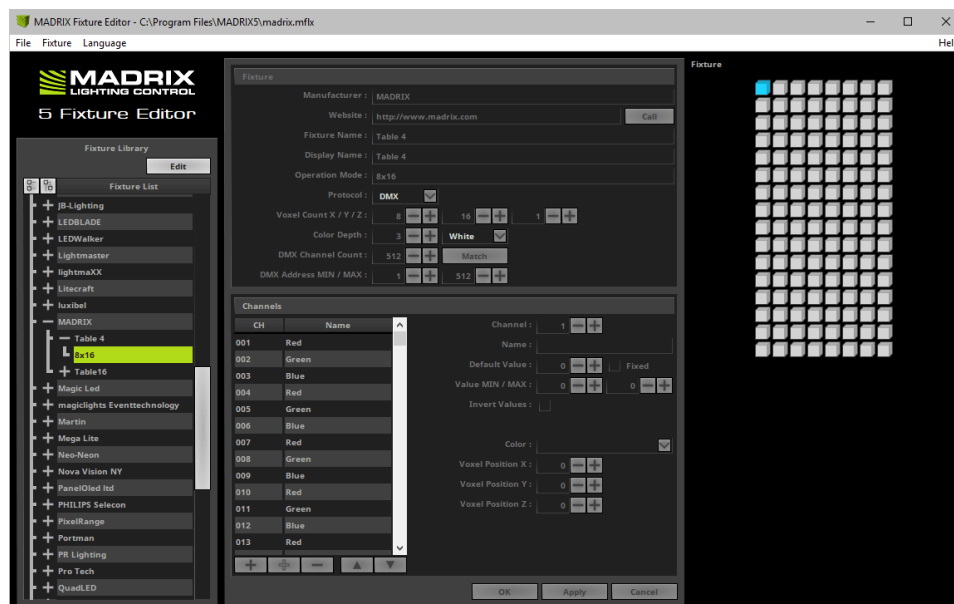 MADRIX Fixture Editor - C:\Program Files\MADRIX5\madrix.mflx
File Fixture Language Hel
MADRIX
LIGHTING CONTROL
5 Fixture Editor
Fixture Library
Edit
Fixture List
JB-Lighting
LEDBLADE
LEDWalker
Lightmaster
lightmaXX
Litecraft
luxibel
MADRIX
Table 4
8x16
Table16
Magic Led
magiclights Eventtechnology
Martin
Mega Lite
Neo-Neon
Nova Vision NY
PanelOled ltd
PHILIPS Selecon
PixelRange
Portman
PR Lighting
Pro Tech
QuadLED
Fixture
Manufacturer : MADRIX
Website : http://www.madrix.com Call
Fixture Name : Table 4
Display Name : Table 4
Operation Mode : 8x16
Protocol : DMX
Voxel Count X / Y / Z : 8 16 1
Color Depth : 3 White
DMX Channel Count : 512 Match
DMX Address MIN / MAX : 1 512
Channels
CH Name
001 Red
002 Green
003 Blue
004 Red
005 Green
006 Blue
007 Red
008 Green
009 Blue
010 Red
011 Green
012 Blue
013 Red
Channel : 1
Name :
Default Value : 0 Fixed
Value MIN / MAX : 0 0
Invert Values :
Color :
Voxel Position X : 0
Voxel Position Y : 0
Voxel Position Z : 0
OK Apply Cancel
Fixture